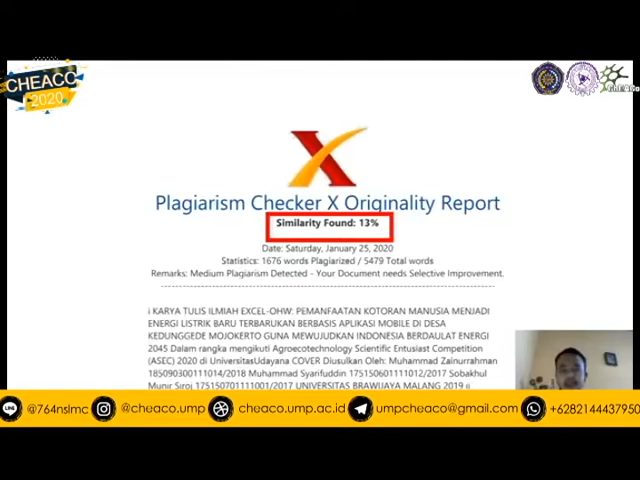 CHEACO
2020
CHEACO
Plagiarism Checker X Originality Report
Similarity Found: 13%
Date: Saturday, January 25, 2020
Statistics: 1676 words Plagiarized / 5479 Total words
Remarks: Medium Plagiarism Detected - Your Document needs Selective Improvement.
i KARYA TULIS ILMIAH EXCEL-OHW: PEMANFAATAN KOTORAN MANUSIA MENJADI
ENERGI LISTRIK BARU TERBARUKAN BERBASIS APLIKASI MOBILE DI DESA
KEDUNGGEDE MOJOKERTO GUNA MEWUJUDKAN INDONESIA BERDAULAT ENERGI
2045 Dalam rangka mengikuti Agroecotechnology Scientific Entusiast Competition
(ASEC) 2020 di UniversitasUdayana COVER Diusulkan Oleh: Muhammad Zainurrahman
185090300111014/2018 Muhammad Syarifuddin 175150601111012/2017 Sobakhul
Munir Siroj 175150701111001/2017 UNIVERSITAS BRAWIJAYA MALANG 2019 ii
@764nslmc
@cheaco.ump
cheaco.ump.ac.id
umpcheaco@gmail.com
+6282144437950